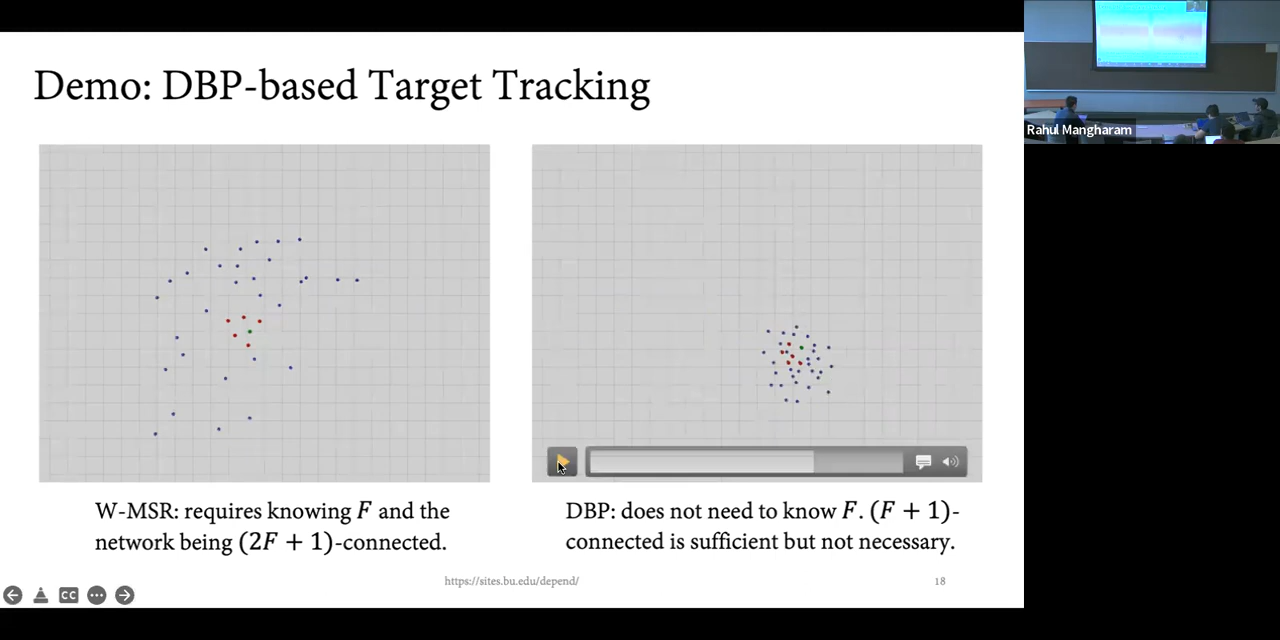 Demo: DBP-based Target Tracking
Rahul Mangharam
W-MSR: requires knowing F and the
network being (2F + 1)-connected.
DBP: does not need to know F. (F + 1)-
connected is sufficient but not necessary.
https://sites.bu.edu/depend/
18
CC